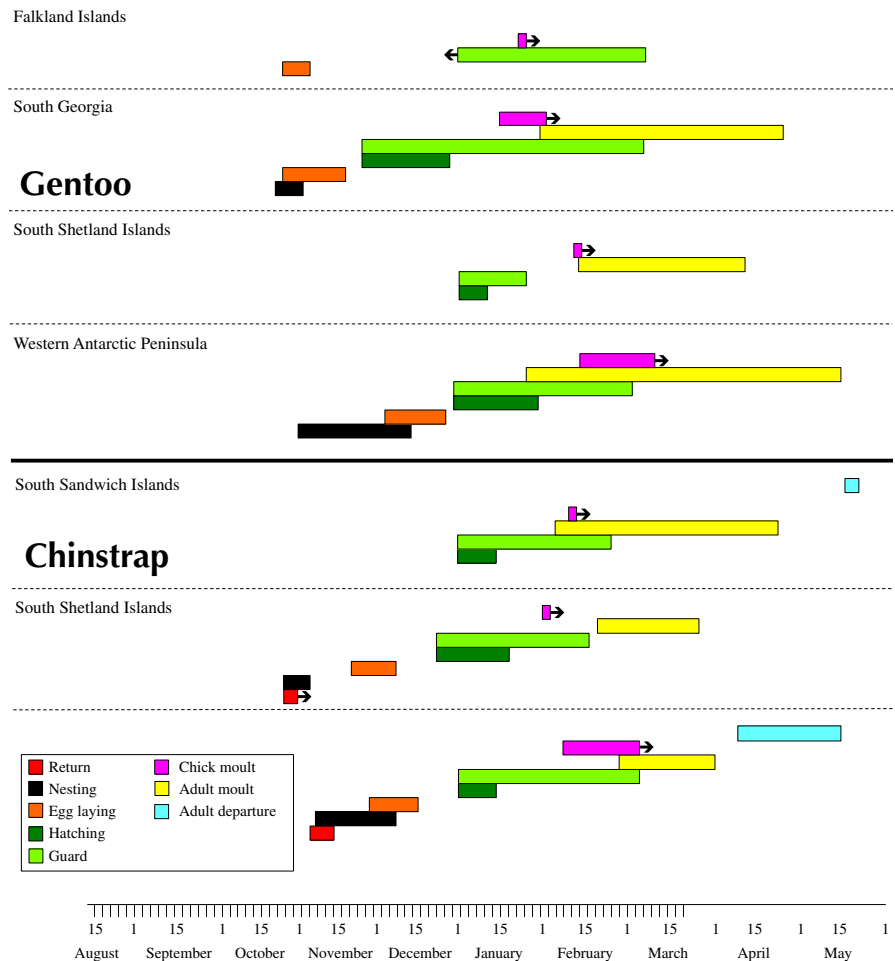 Falkland Islands
South Georgia
Gentoo
South Shetland Islands
Western Antarctic Peninsula
South Sandwich Islands
Chinstrap
South Shetland Islands
Return
Nesting
Egg laying
Hatching
Guard
Chick moult
Adult moult
Adult departure
15 1 15 1 15 1 15 1 15 1 15 1 15 1 15 1 15 1 15 1
August September October November December January February March April May